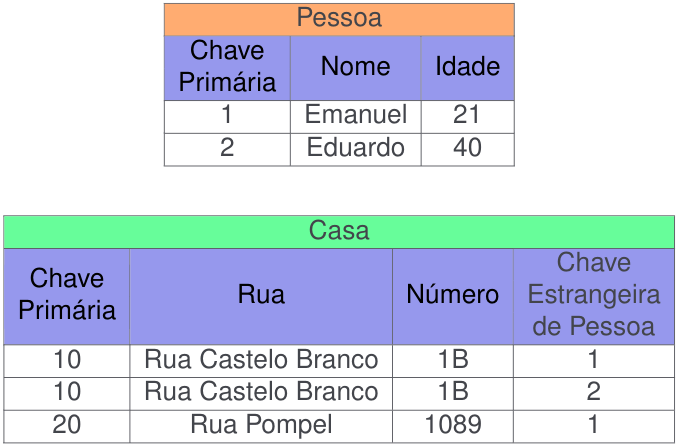 Pessoa
Chave
Primária
Nome
Idade
1 Emanuel 21
2 Eduardo 40
Casa
Chave
Primária
Rua
Número
Chave
Estrangeira
de Pessoa
10 Rua Castelo Branco 1B 1
10 Rua Castelo Branco 1B 2
20 Rua Pompel 1089 1